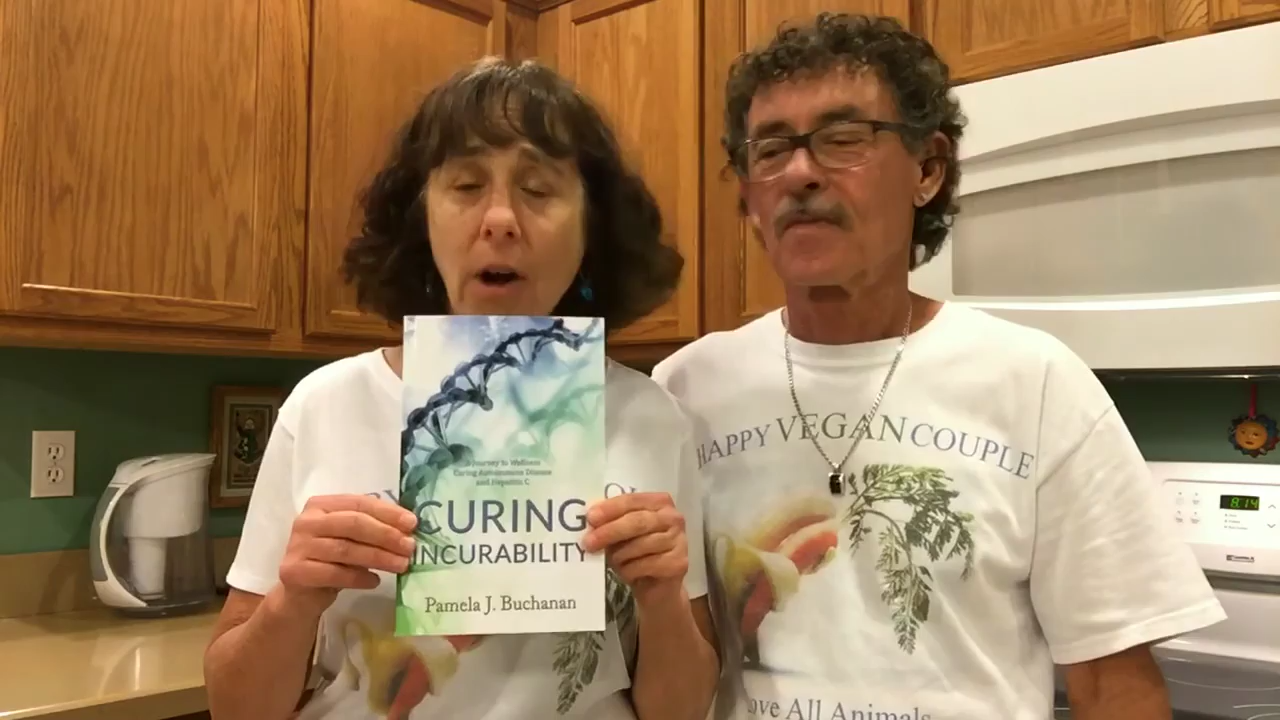 A Journey to Wellness
Curing Autoimmune Disease
and Hepatitis C
CURING
INCURABILITY
Pamela J. Buchanan
HAPPY VEGAN COUPLE
ove All Animals
8:14